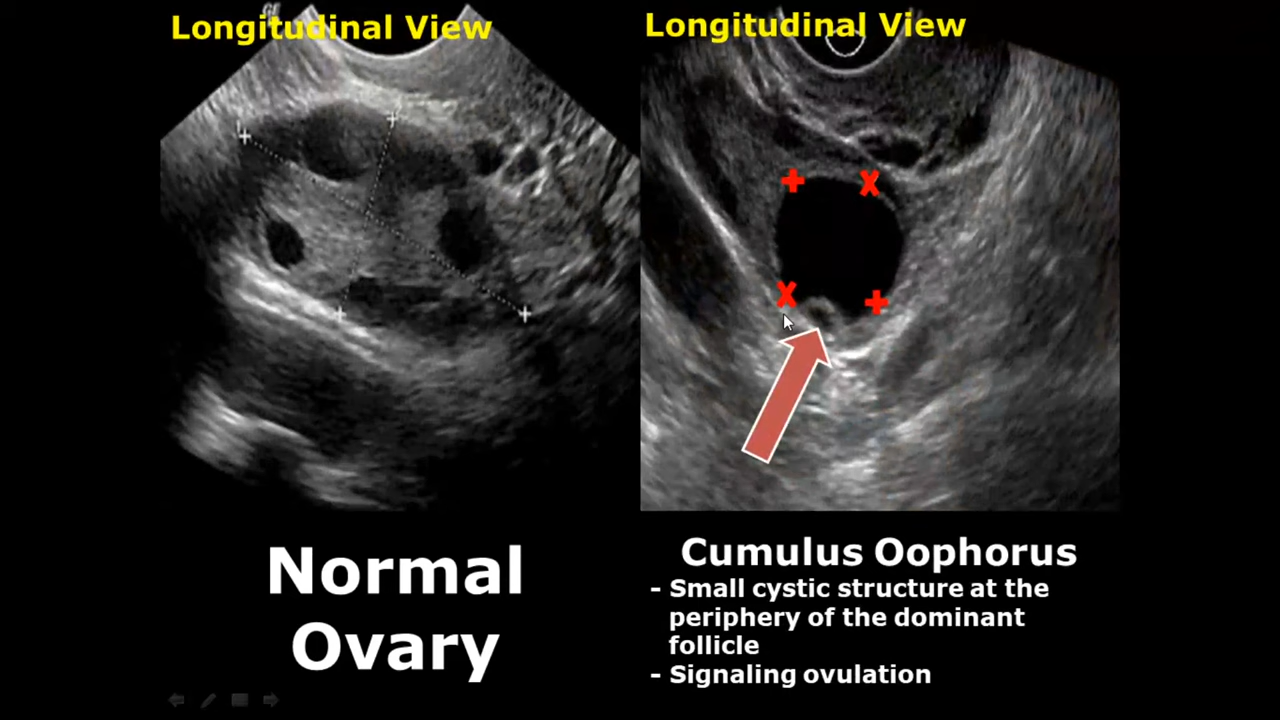 Longitudinal View
Normal
Ovary
Longitudinal View
Cumulus Oophorus
- Small cystic structure at the
periphery of the dominant
follicle
- Signaling ovulation